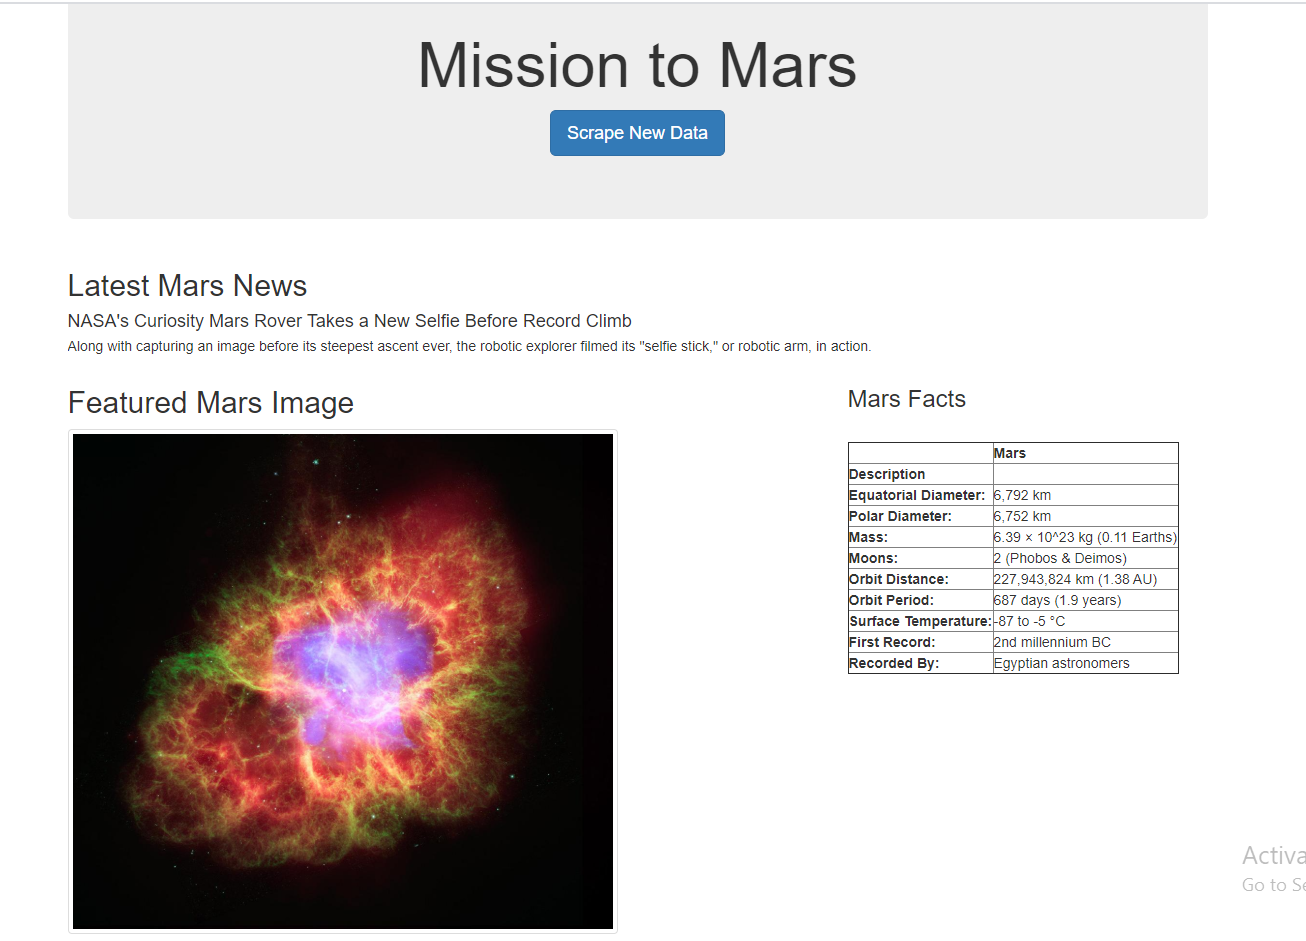 Mission to Mars
Scrape New Data
Latest Mars News
NASA's Curiosity Mars Rover Takes a New Selfie Before Record Climb
Along with capturing an image before its steepest ascent ever, the robotic explorer filmed its "selfie stick," or robotic arm, in action.
Featured Mars Image
Mars Facts
Mars
Description
Equatorial Diameter: 6,792 km
Polar Diameter: 6,752 km
Mass: 6.39 × 10^23 kg (0.11 Earths)
Moons: 2 (Phobos & Deimos)
Orbit Distance: 227,943,824 km (1.38 AU)
Orbit Period: 687 days (1.9 years)
Surface Temperature: -87 to -5 °C
First Record: 2nd millennium BC
Recorded By: Egyptian astronomers
Activa
Go to Se